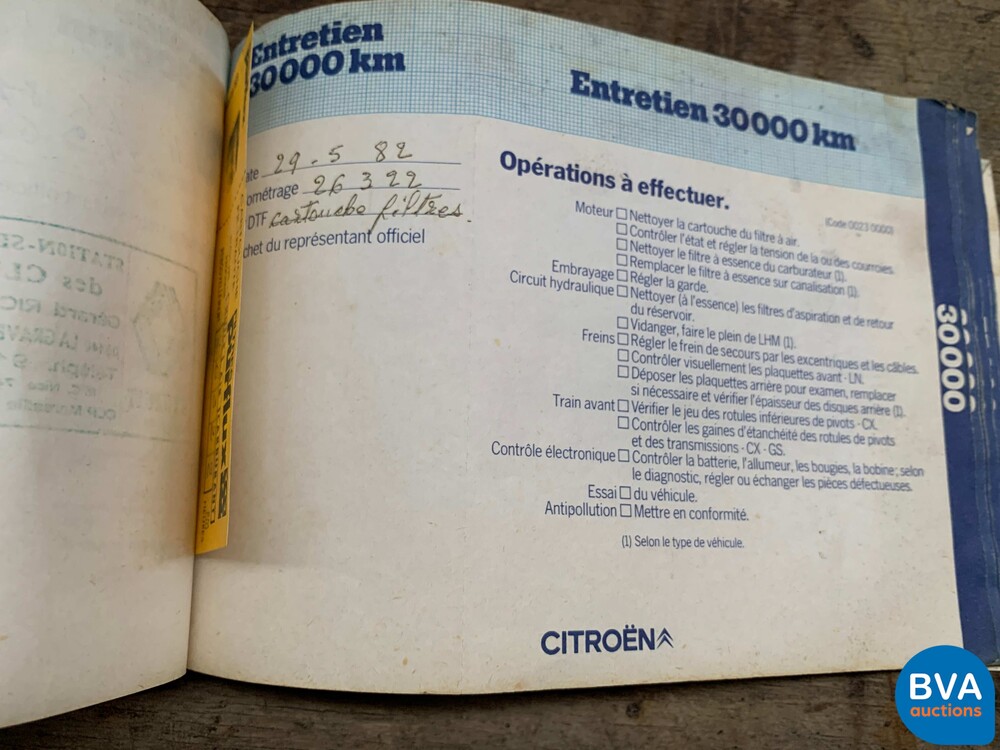 Entretien
30000 km
ate 29.5 82
ométrage 26 322
DTF cartouche filtres.
chet du représentant officiel
Entretien 30000 km
Opérations à effectuer.
(Code 0023 0000)
Moteur □ Nettoyer la cartouche du filtre à air.
□ Contrôler l'état et régler la tension de la ou des courroies.
□ Nettoyer le filtre à essence du carburateur (1).
□ Remplacer le filtre à essence sur canalisation (1).
Embrayage □ Régler la garde.
Circuit hydraulique □ Nettoyer (à l'essence) les filtres d'aspiration et de retour
du réservoir.
□ Vidanger, faire le plein de LHM (1).
Freins □ Régler le frein de secours par les excentriques et les câbles.
□ Contrôler visuellement les plaquettes avant - LN.
□ Déposer les plaquettes arrière pour examen, remplacer
si nécessaire et vérifier l'épaisseur des disques arrière (1).
Train avant □ Vérifier le jeu des rotules inférieures de pivots - CX.
□ Contrôler les gaines d'étanchéité des rotules de pivots
et des transmissions - CX - GS.
Contrôle électronique □ Contrôler la batterie, l'allumeur, les bougies, la bobine; selon
le diagnostic, régler ou échanger les pièces défectueuses.
Essai □ du véhicule.
Antipollution □ Mettre en conformité.
(1) Selon le type de véhicule.
CITROËN
30000
BVA
auctions